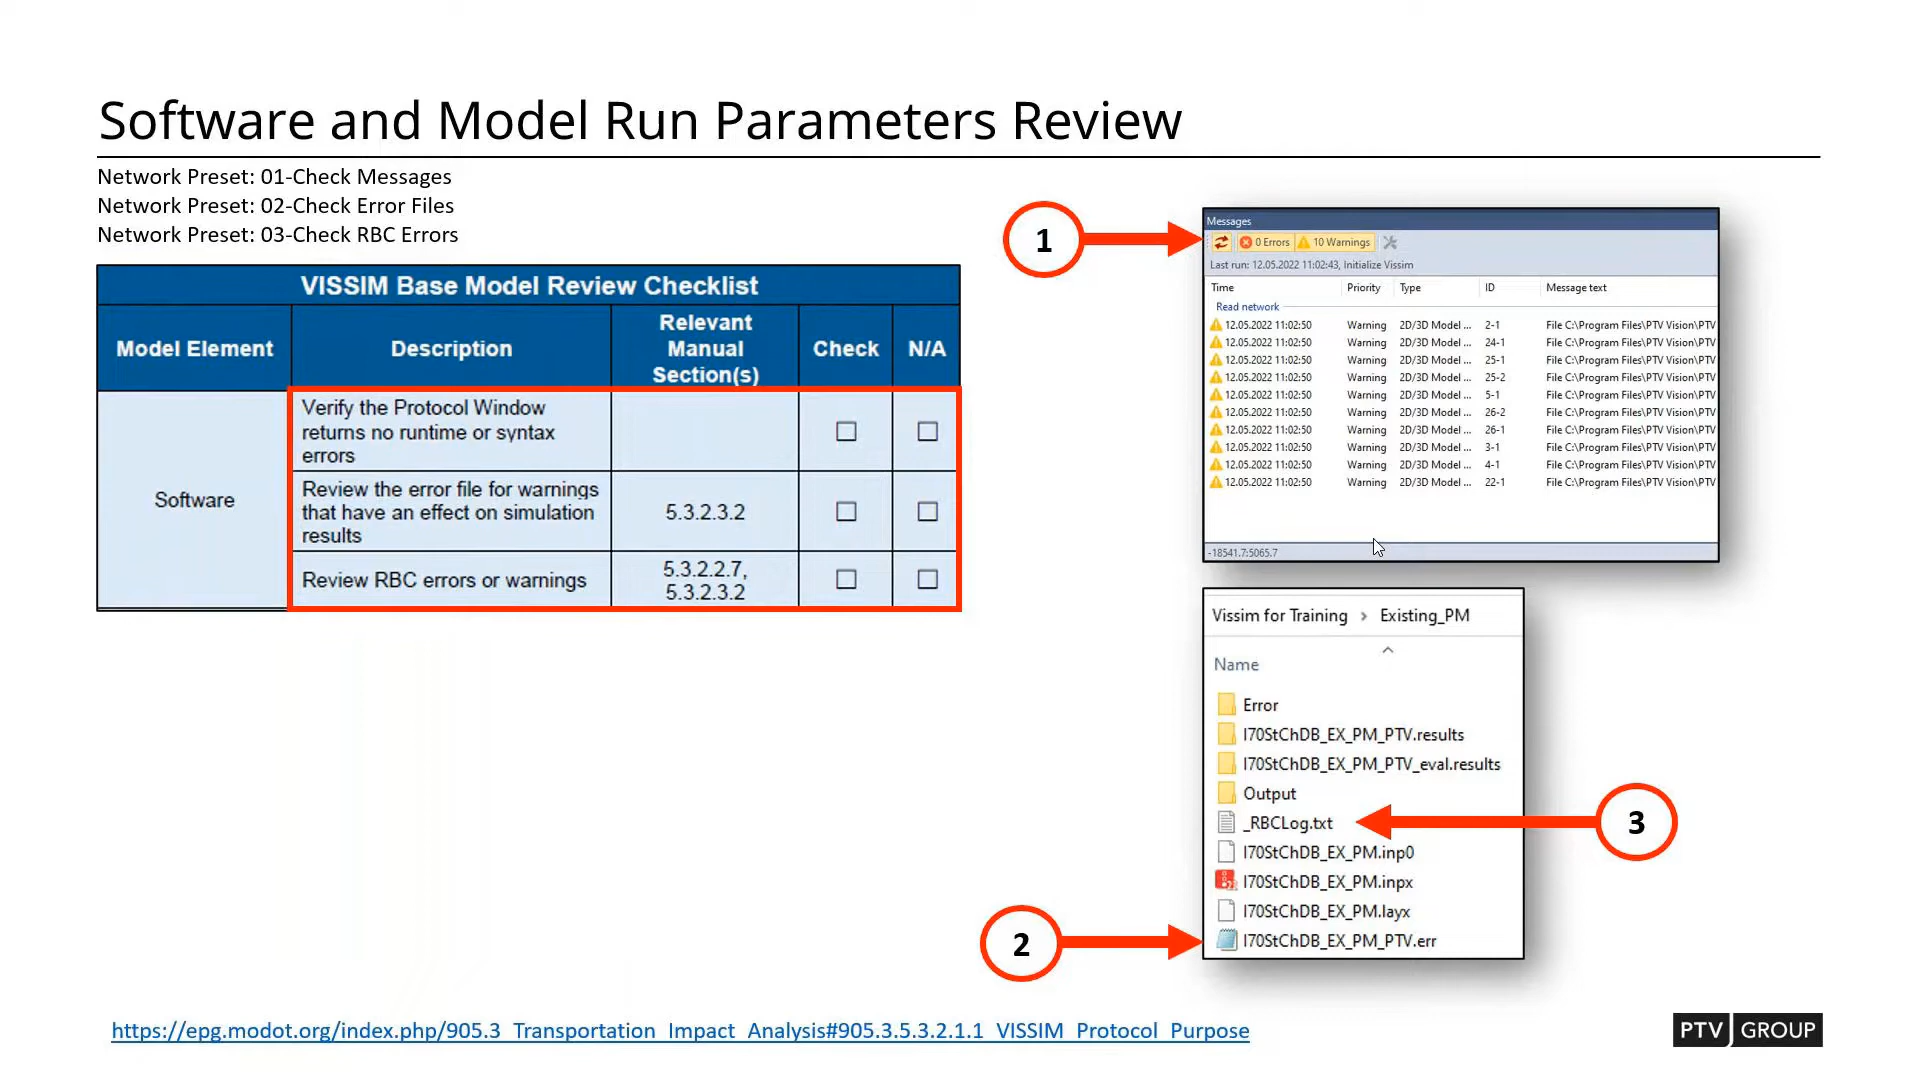 Software and Model Run Parameters Review
Network Preset: 01-Check Messages
Network Preset: 02-Check Error Files
Network Preset: 03-Check RBC Errors
VISSIM Base Model Review Checklist
Model Element Description Relevant Manual Section(s) Check N/A
Software
Verify the Protocol Window
returns no runtime or syntax
errors
Review the error file for warnings
that have an effect on simulation
results
5.3.2.3.2
Review RBC errors or warnings
5.3.2.2.7,
5.3.2.3.2
1
Messages
0 Errors 10 Warnings
Last run: 12.05.2022 11:02:43, Initialize Vissim
Time Priority Type ID Message text
Read network
12.05.2022 11:02:50 Warning 2D/3D Model ... 2-1 File C:\Program Files\PTV Vision\PTV
12.05.2022 11:02:50 Warning 2D/3D Model ... 24-1 File C:\Program Files\PTV Vision\PTV
12.05.2022 11:02:50 Warning 2D/3D Model ... 25-1 File C:\Program Files\PTV Vision\PTV
12.05.2022 11:02:50 Warning 2D/3D Model ... 25-2 File C:\Program Files\PTV Vision\PTV
12.05.2022 11:02:50 Warning 2D/3D Model ... 5-1 File C:\Program Files\PTV Vision\PTV
12.05.2022 11:02:50 Warning 2D/3D Model ... 26-2 File C:\Program Files\PTV Vision\PTV
12.05.2022 11:02:50 Warning 2D/3D Model ... 26-1 File C:\Program Files\PTV Vision\PTV
12.05.2022 11:02:50 Warning 2D/3D Model ... 3-1 File C:\Program Files\PTV Vision\PTV
12.05.2022 11:02:50 Warning 2D/3D Model ... 4-1 File C:\Program Files\PTV Vision\PTV
12.05.2022 11:02:50 Warning 2D/3D Model ... 22-1 File C:\Program Files\PTV Vision\PTV
-18541.7:5065.7
Vissim for Training › Existing_PM
Name
Error
I70StChDB_EX_PM_PTV.results
I70StChDB_EX_PM_PTV_eval.results
Output
_RBCLog.txt
3
I70StChDB_EX_PM.inp0
I70StChDB_EX_PM.inpx
I70StChDB_EX_PM.layx
2
I70StChDB_EX_PM_PTV.err
https://epg.modot.org/index.php/905.3_Transportation_Impact_Analysis#905.3.5.3.2.1.1_VISSIM_Protocol_Purpose
PTV GROUP